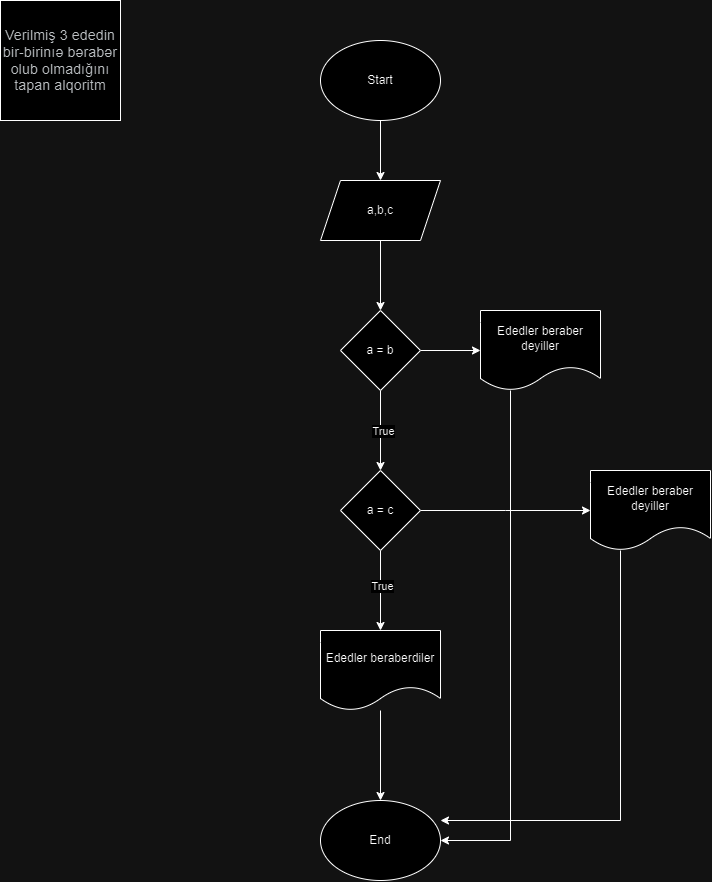 Verilmiş 3 ededin
bir-birinıə bərabər
olub olmadığını
tapan alqoritm
Start
a,b,c
a = b
Ededler beraber
deyiller
True
a = c
Ededler beraber
deyiller
True
Ededler beraberdiler
End